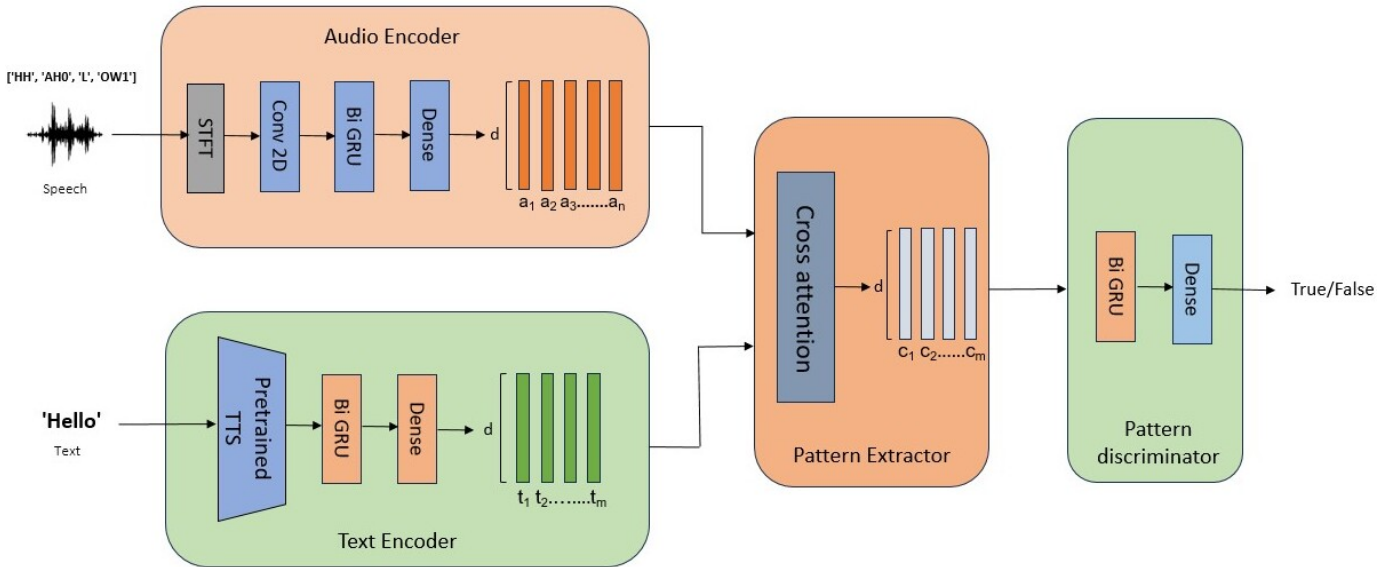 Audio Encoder
['HH', 'AH0', 'L', 'OW1']
Speech
STFT
Conv 2D
Bi GRU
Dense
d
a1 a2 a3.......an
Text Encoder
'Hello'
Text
Pretrained
TTS
Bi GRU
Dense
d
t1 t2........tm
Cross attention
d
c1 c2......cm
Pattern Extractor
Bi GRU
Dense
Pattern
discriminator
True/False